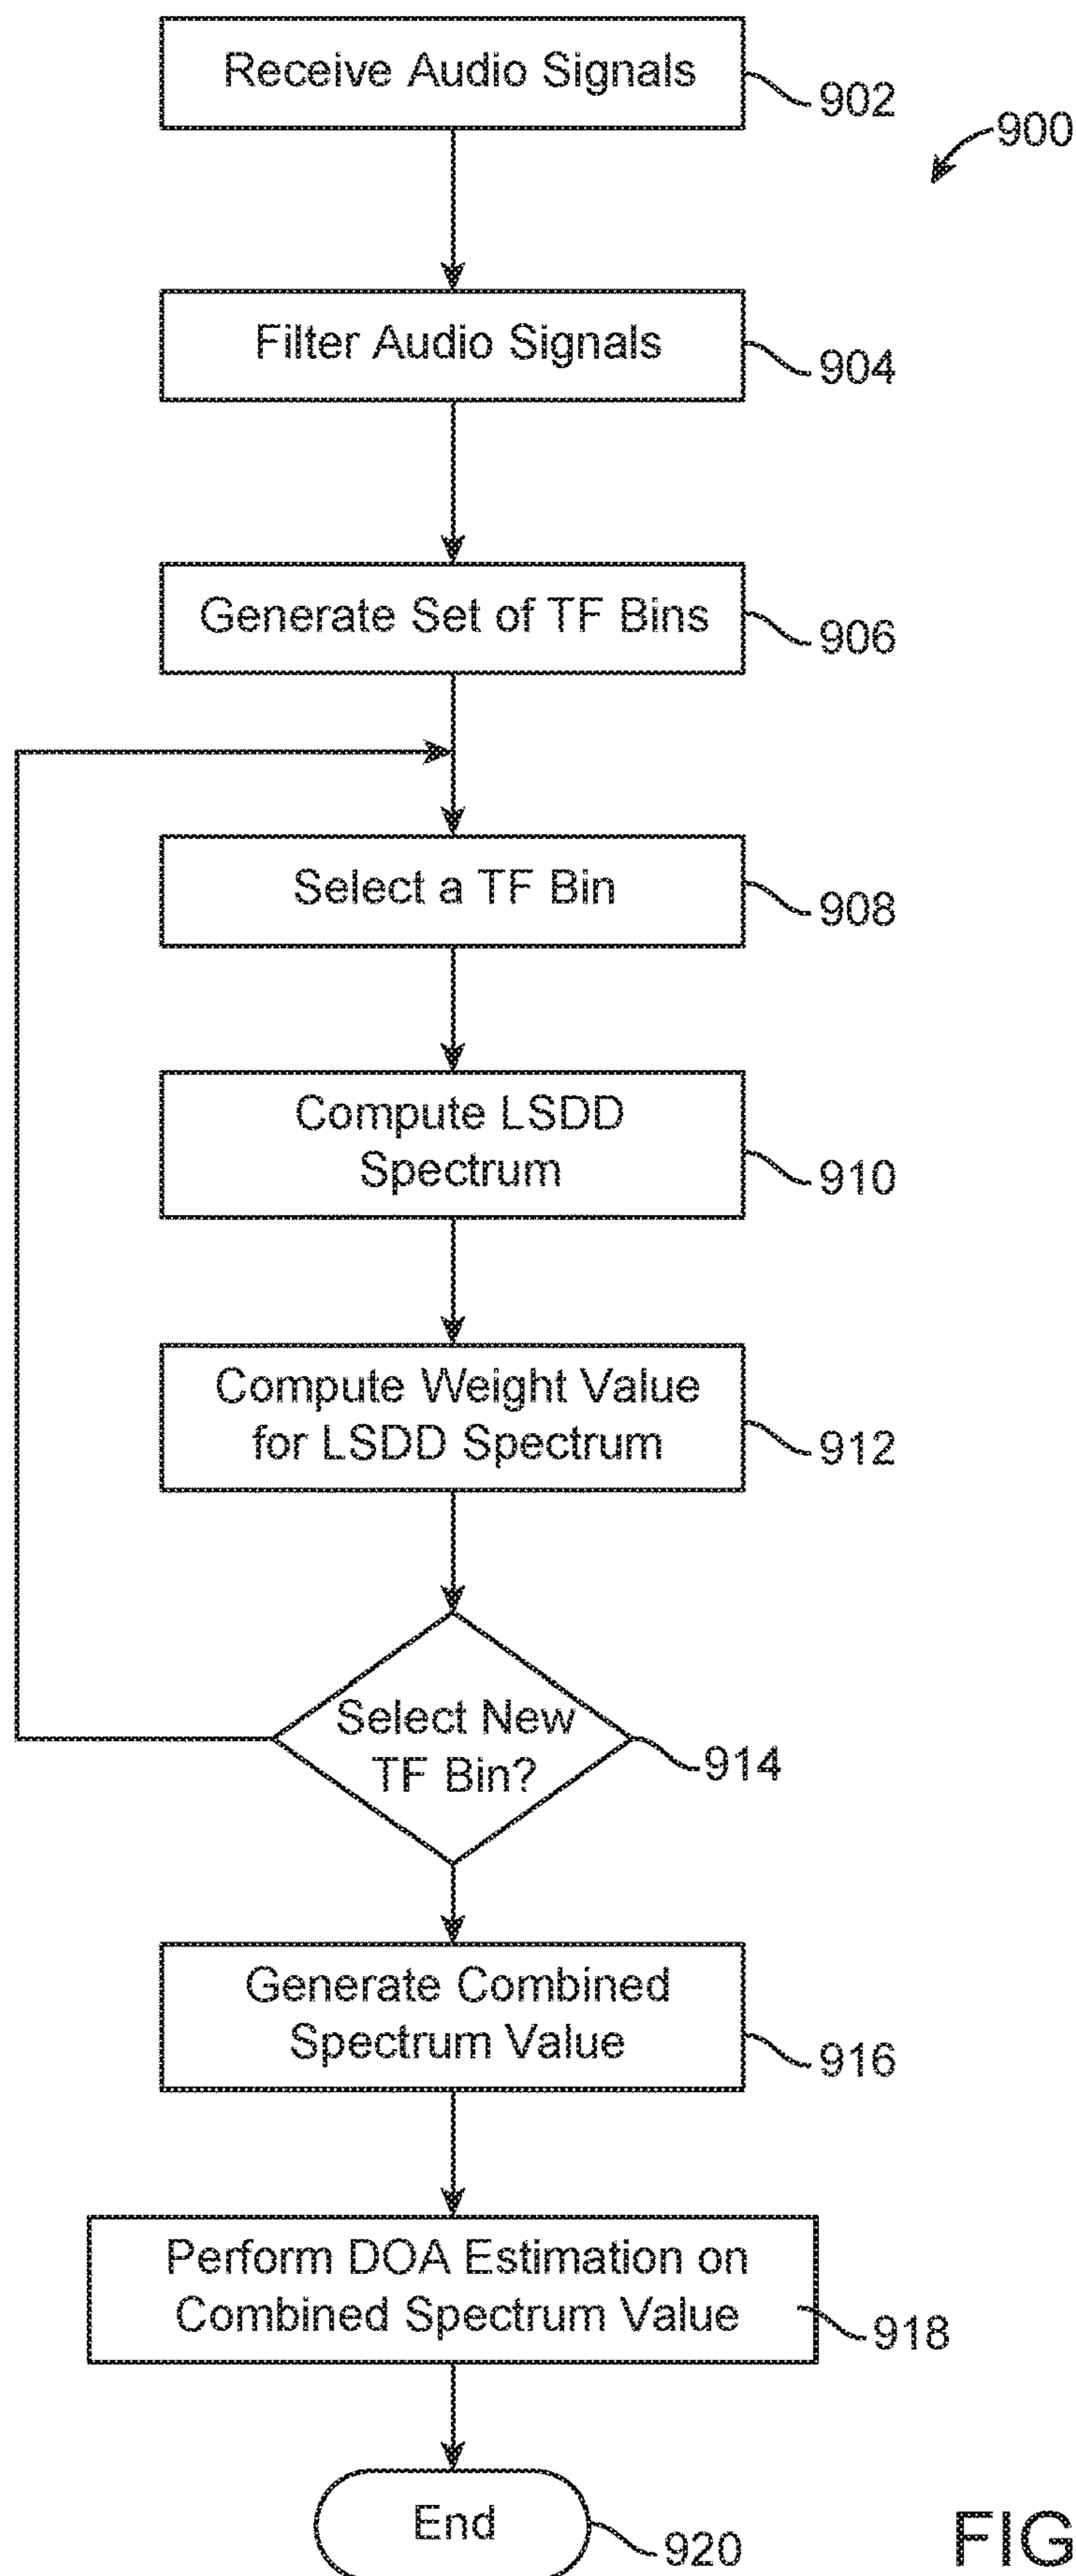 Receive Audio Signals
902
900
Filter Audio Signals
904
Generate Set of TF Bins
906
Select a TF Bin
908
Compute LSDD
Spectrum
910
Compute Weight Value
for LSDD Spectrum
912
Select New
TF Bin?
914
Generate Combined
Spectrum Value
916
Perform DOA Estimation on
Combined Spectrum Value
918
End
920
FIG